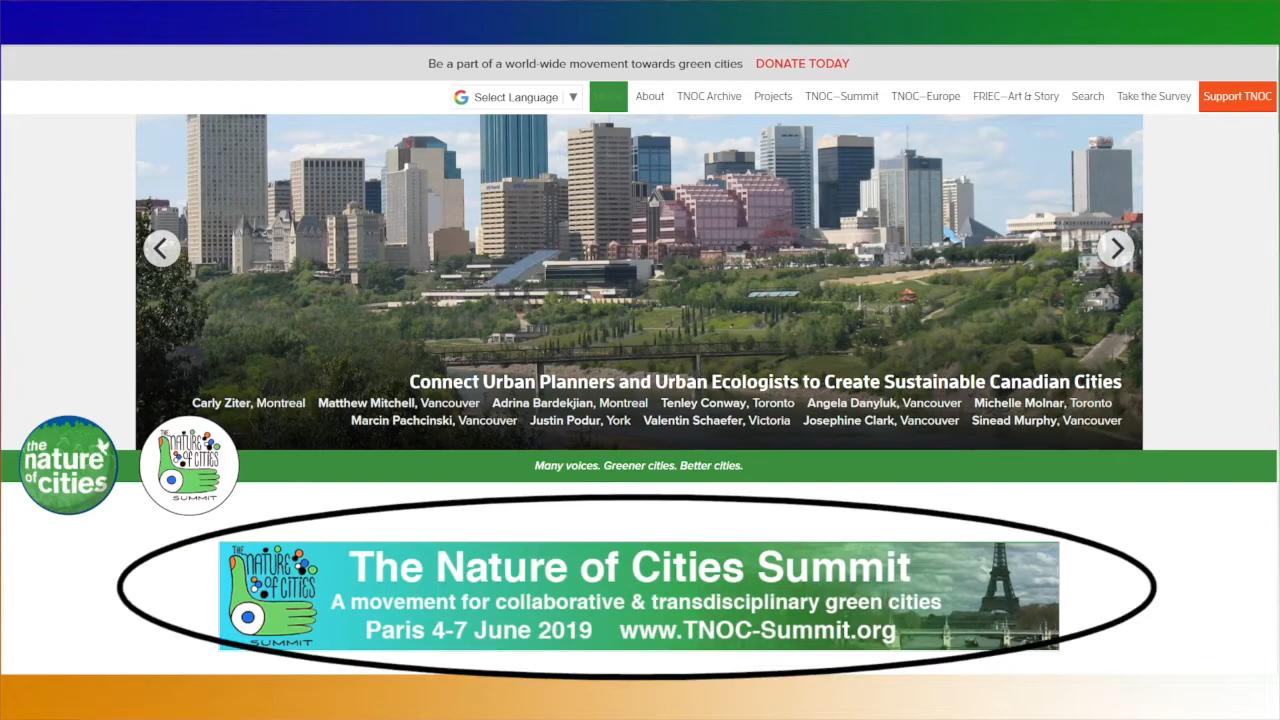 Be a part of a world-wide movement towards green cities DONATE TODAY
Select Language About TNOC Archive Projects TNOC–Summit TNOC–Europe FRIEC–Art & Story Search Take the Survey Support TNOC
Connect Urban Planners and Urban Ecologists to Create Sustainable Canadian Cities
Carly Ziter, Montreal Matthew Mitchell, Vancouver Adrina Bardekjian, Montreal Tenley Conway, Toronto Angela Danyluk, Vancouver Michelle Molnar, Toronto
Marcin Pachcinski, Vancouver Justin Podur, York Valentin Schaefer, Victoria Josephine Clark, Vancouver Sinead Murphy, Vancouver
the
nature
of cities
THE
NATURE
OF CITIES
SUMMIT
Many voices. Greener cities. Better cities.
THE
NATURE
OF CITIES
SUMMIT
The Nature of Cities Summit
A movement for collaborative & transdisciplinary green cities
Paris 4-7 June 2019 www.TNOC-Summit.org